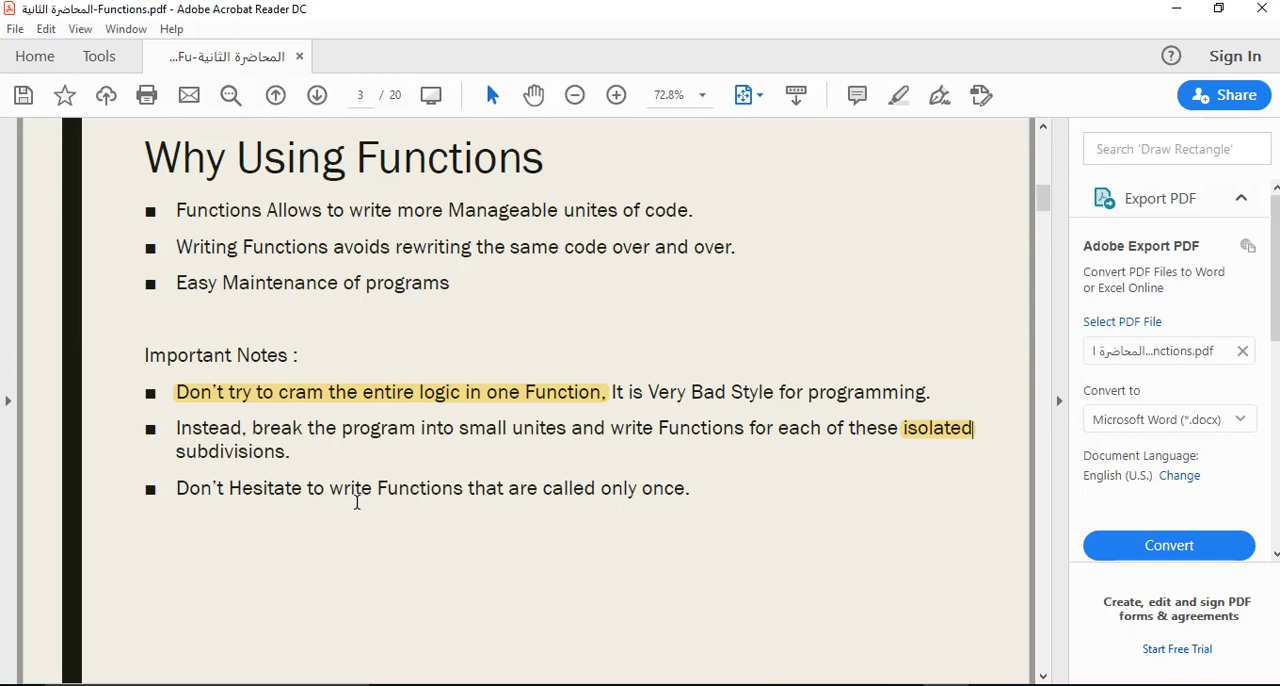 المحاضرة الثانية-Functions.pdf - Adobe Acrobat Reader DC
File Edit View Window Help
Home Tools المحاضرة الثانية-Fu... × ? Sign In
3 / 20 72.8% Share
Why Using Functions
■ Functions Allows to write more Manageable unites of code.
■ Writing Functions avoids rewriting the same code over and over.
■ Easy Maintenance of programs
Important Notes :
■ Don't try to cram the entire logic in one Function, It is Very Bad Style for programming.
■ Instead, break the program into small unites and write Functions for each of these isolated
subdivisions.
■ Don't Hesitate to write Functions that are called only once.
Search 'Draw Rectangle'
Export PDF
Adobe Export PDF
Convert PDF Files to Word
or Excel Online
Select PDF File
المحاضرة ا...nctions.pdf
Convert to
Microsoft Word (*.docx)
Document Language:
English (U.S.) Change
Convert
Create, edit and sign PDF
forms & agreements
Start Free Trial